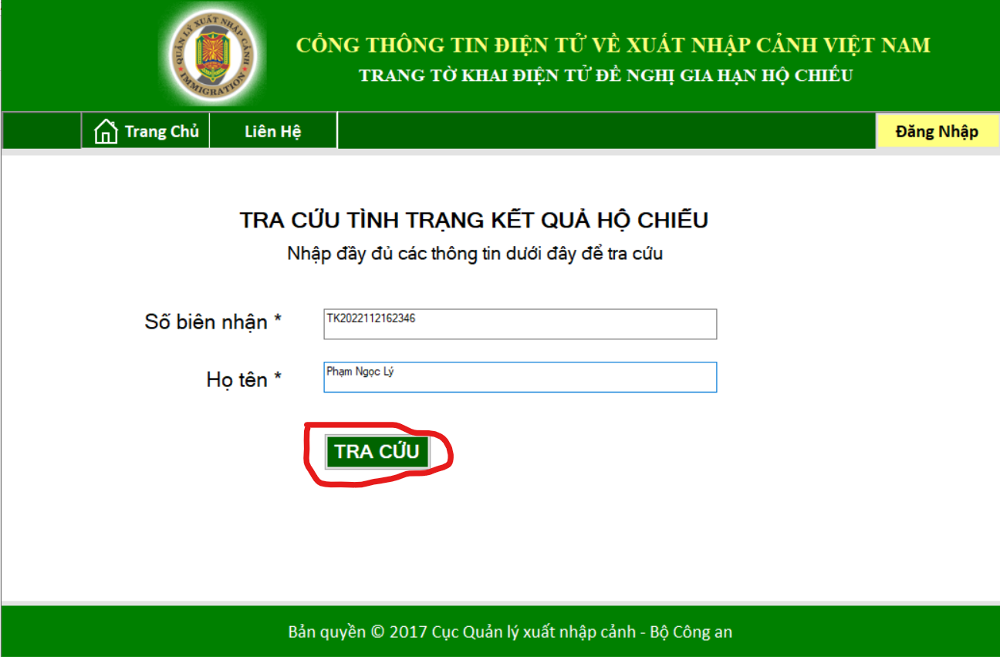 QUẢN LÝ XUẤT NHẬP CẢNH
IMMIGRATION
CỔNG THÔNG TIN ĐIỆN TỬ VỀ XUẤT NHẬP CẢNH VIỆT NAM
TRANG TỜ KHAI ĐIỆN TỬ ĐỀ NGHỊ GIA HẠN HỘ CHIẾU
Trang Chủ Liên Hệ Đăng Nhập
TRA CỨU TÌNH TRẠNG KẾT QUẢ HỘ CHIẾU
Nhập đầy đủ các thông tin dưới đây để tra cứu
Số biên nhận * TK2022112162346
Họ tên * Phạm Ngọc Lý
TRA CỨU
Bản quyền © 2017 Cục Quản lý xuất nhập cảnh - Bộ Công an